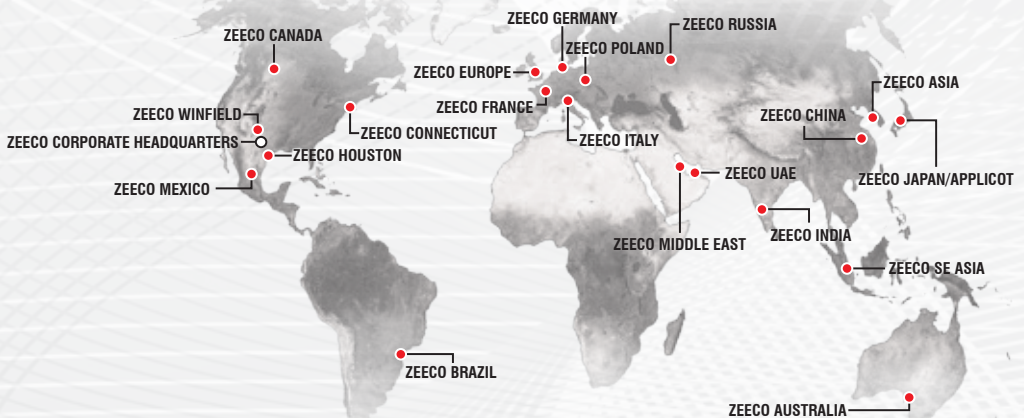 ZEECO GERMANY
ZEECO RUSSIA
ZEECO CANADA
ZEECO POLAND
ZEECO EUROPE
ZEECO ASIA
ZEECO FRANCE
ZEECO WINFIELD
ZEECO CHINA
ZEECO CONNECTICUT
ZEECO ITALY
ZEECO CORPORATE HEADQUARTERS
ZEECO HOUSTON
ZEECO UAE
ZEECO JAPAN/APPLICOT
ZEECO MEXICO
ZEECO INDIA
ZEECO MIDDLE EAST
ZEECO SE ASIA
ZEECO BRAZIL
ZEECO AUSTRALIA